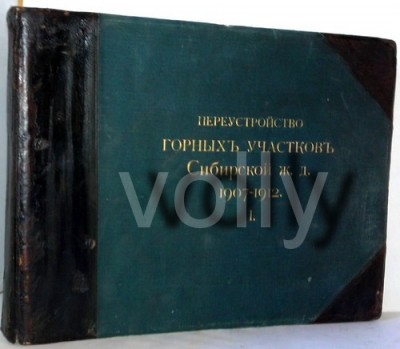 Переустройство
ГОРНЫХЪ УЧАСТКОВЪ
Сибирской ж. д.
1907-1912.
I.
volly